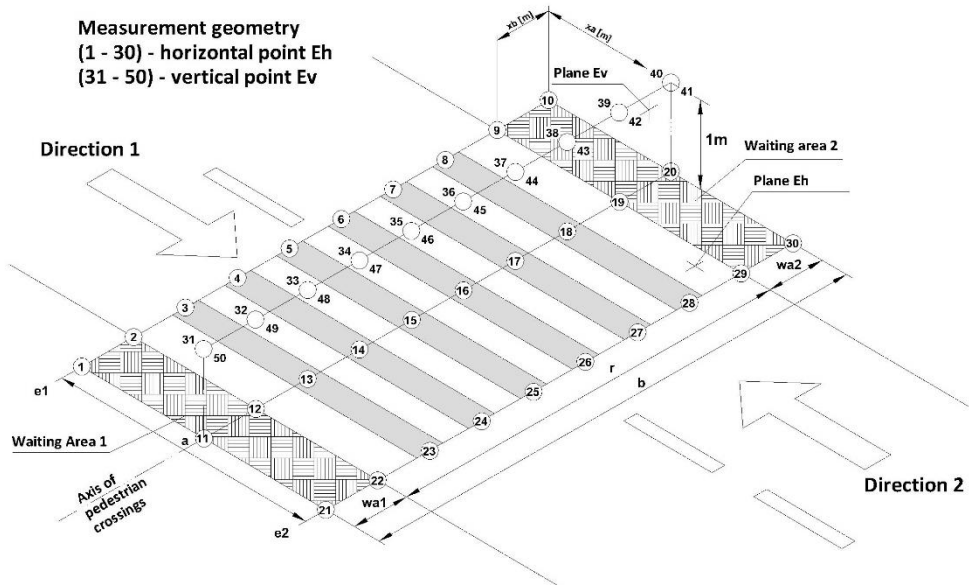 Measurement geometry
(1 - 30) - horizontal point Eh
(31 - 50) - vertical point Ev
xb [m]
xa [m]
Plane Ev
40
41
39
42
10
9
38
43
1m
Direction 1
Waiting area 2
Plane Eh
8
37
44
20
7
36
45
19
6
35
46
18
30
5
34
47
17
29
wa2
4
33
48
16
28
3
32
49
15
27
2
31
50
14
26
r
b
1
13
25
e1
12
24
Waiting Area 1
a
11
23
Axis of
pedestrian
crossings
22
wa1
21
e2
Direction 2